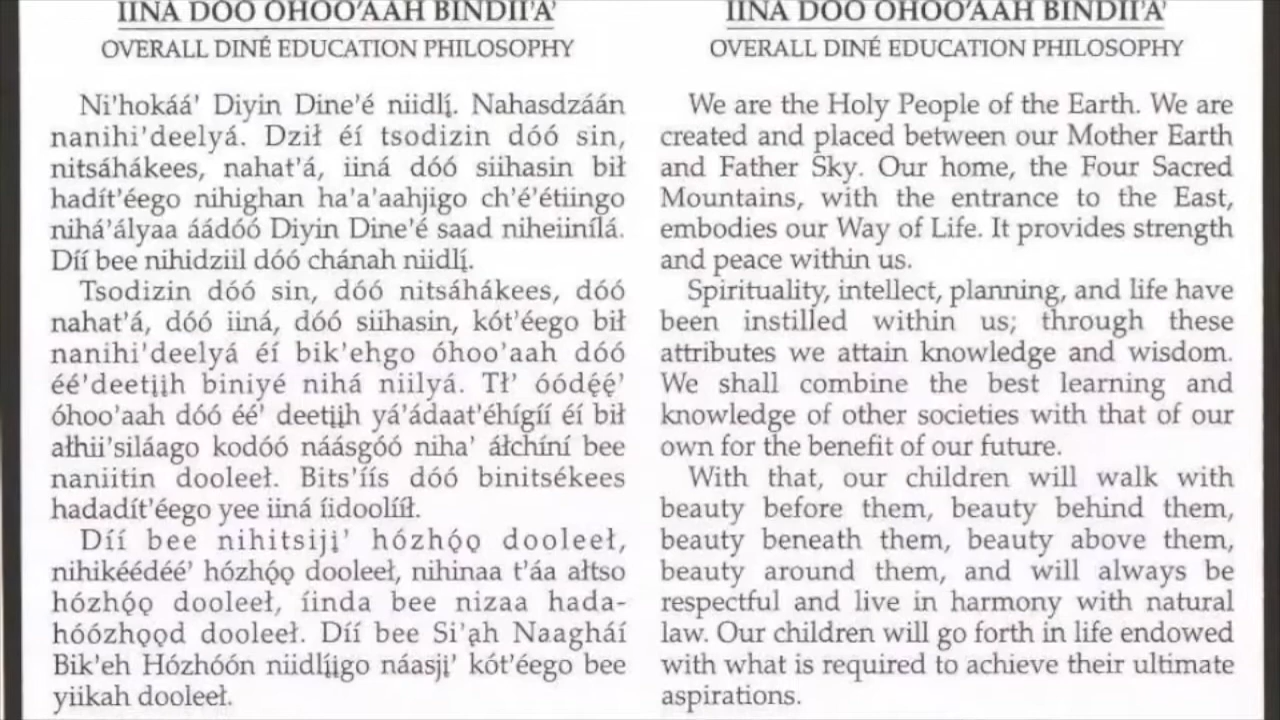 IINA DÓÓ ÓHOO'AAH BINDII'A'
OVERALL DINÉ EDUCATION PHILOSOPHY
Ni'hokáá' Diyin Dine'é niidlį́. Nahasdzáán
nanihi'deelyá. Dził éí tsodizin dóó sin,
nitsáhákees, nahat'á, iiná dóó siihasin bił
hadít'éego nihighan ha'a'aahjigo ch'é'étiingo
nihá'ályaa áádóó Diyin Dine'é saad niheiinílá.
Díí bee nihidziil dóó chánah niidlį́.
Tsodizin dóó sin, dóó nitsáhákees, dóó
nahat'á, dóó iiná, dóó siihasin, kót'éego bił
nanihi'deelyá éí bik'ehgo óhoo'aah dóó
éé'deetįįh biniyé nihá niilyá. Tł' óódę́ę́'
óhoo'aah dóó éé' deetįįh yá'ádaat'éhígíí éí bił
ałhii'siláago kodóó náásgóó niha' áłchíní bee
naniitin dooleeł. Bits'íís dóó binitsékees
hadadít'éego yee iiná íidoolííł.
Díí bee nihitsijį' hózhǫ́ǫ dooleeł,
nihikéédéé' hózhǫ́ǫ dooleeł, nihinaa t'áa ałtso
hózhǫ́ǫ dooleeł, íinda bee nizaa hada-
hóózhǫǫd dooleeł. Díí bee Si'ąh Naagháí
Bik'eh Hózhóón niidlį́įgo náasjį' kót'éego bee
yiikah dooleeł.
IINA DÓÓ ÓHOO'AAH BINDII'A'
OVERALL DINÉ EDUCATION PHILOSOPHY
We are the Holy People of the Earth. We are
created and placed between our Mother Earth
and Father Sky. Our home, the Four Sacred
Mountains, with the entrance to the East,
embodies our Way of Life. It provides strength
and peace within us.
Spirituality, intellect, planning, and life have
been instilled within us; through these
attributes we attain knowledge and wisdom.
We shall combine the best learning and
knowledge of other societies with that of our
own for the benefit of our future.
With that, our children will walk with
beauty before them, beauty behind them,
beauty beneath them, beauty above them,
beauty around them, and will always be
respectful and live in harmony with natural
law. Our children will go forth in life endowed
with what is required to achieve their ultimate
aspirations.